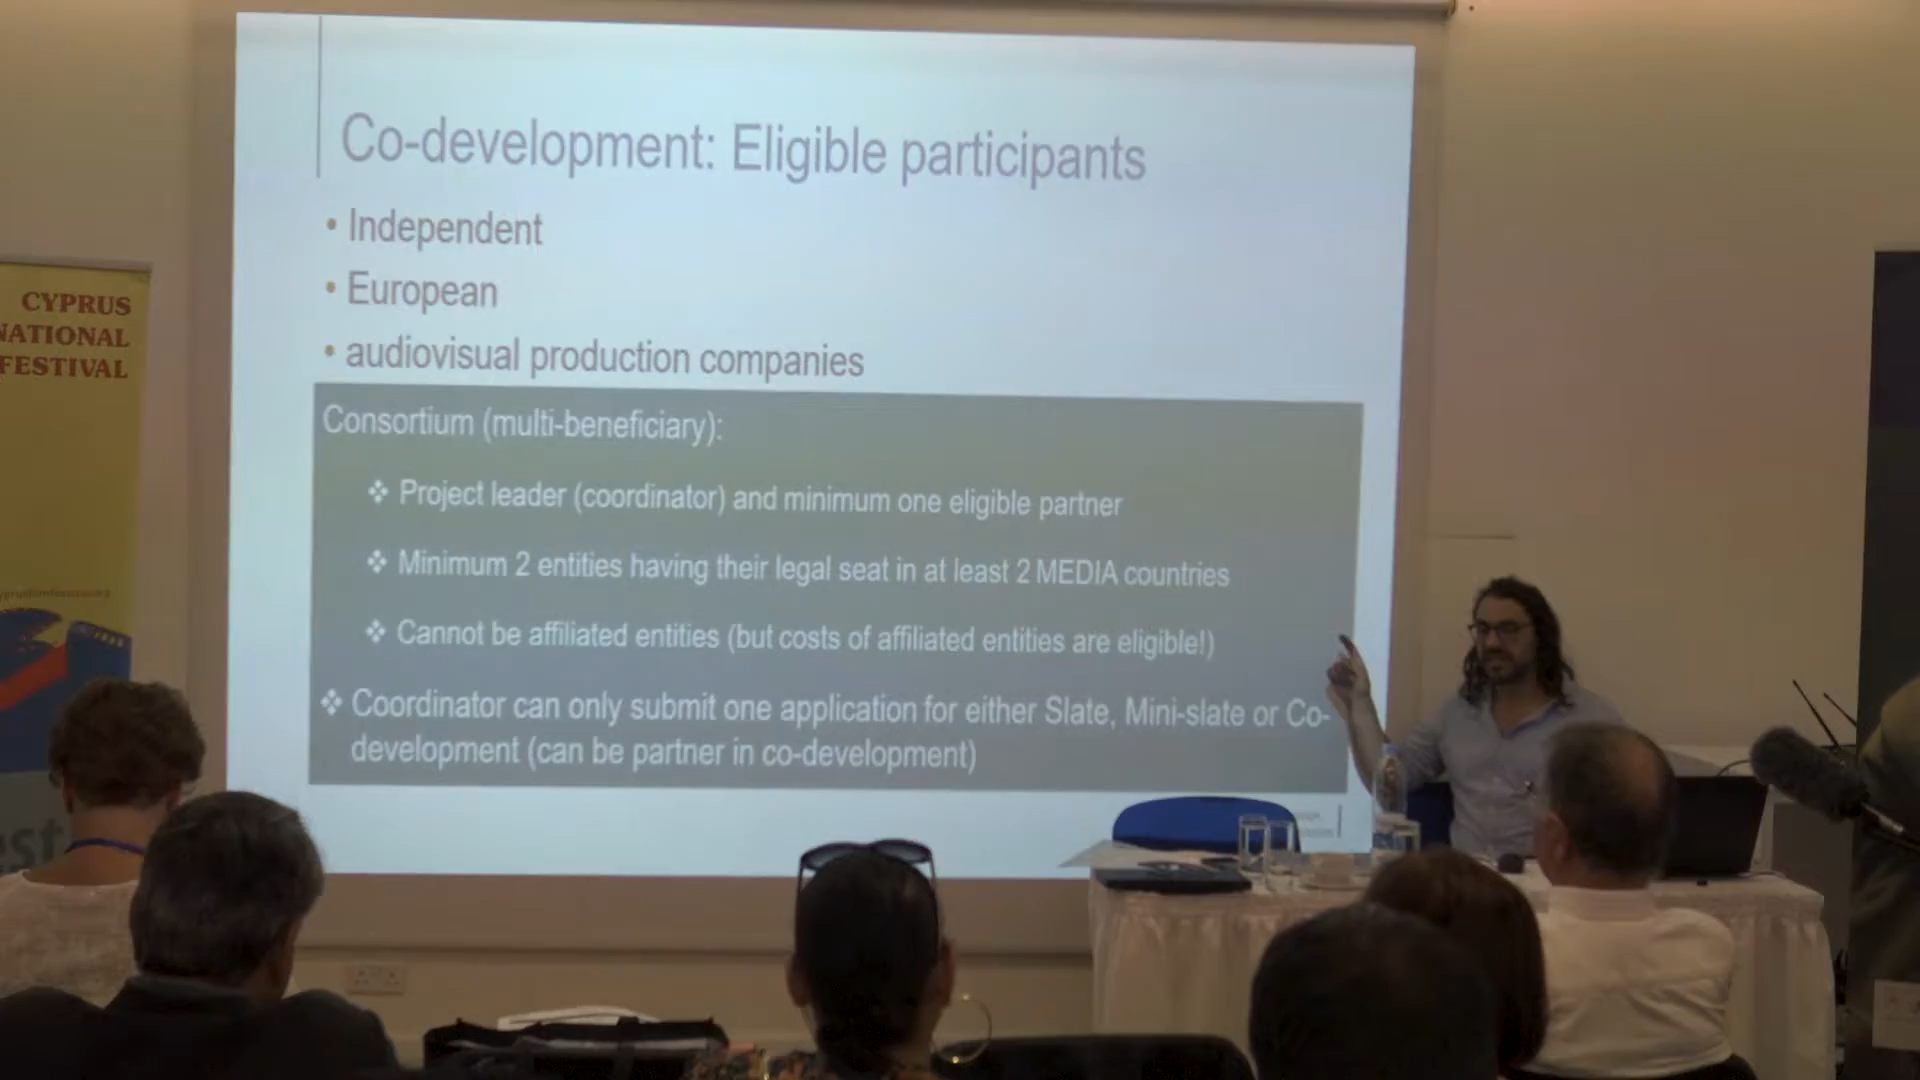 Co-development: Eligible participants
• Independent
• European
• audiovisual production companies
Consortium (multi-beneficiary):
❖ Project leader (coordinator) and minimum one eligible partner
❖ Minimum 2 entities having their legal seat in at least 2 MEDIA countries
❖ Cannot be affiliated entities (but costs of affiliated entities are eligible!)
❖ Coordinator can only submit one application for either Slate, Mini-slate or Co-
development (can be partner in co-development)
CYPRUS
NATIONAL
FESTIVAL
est